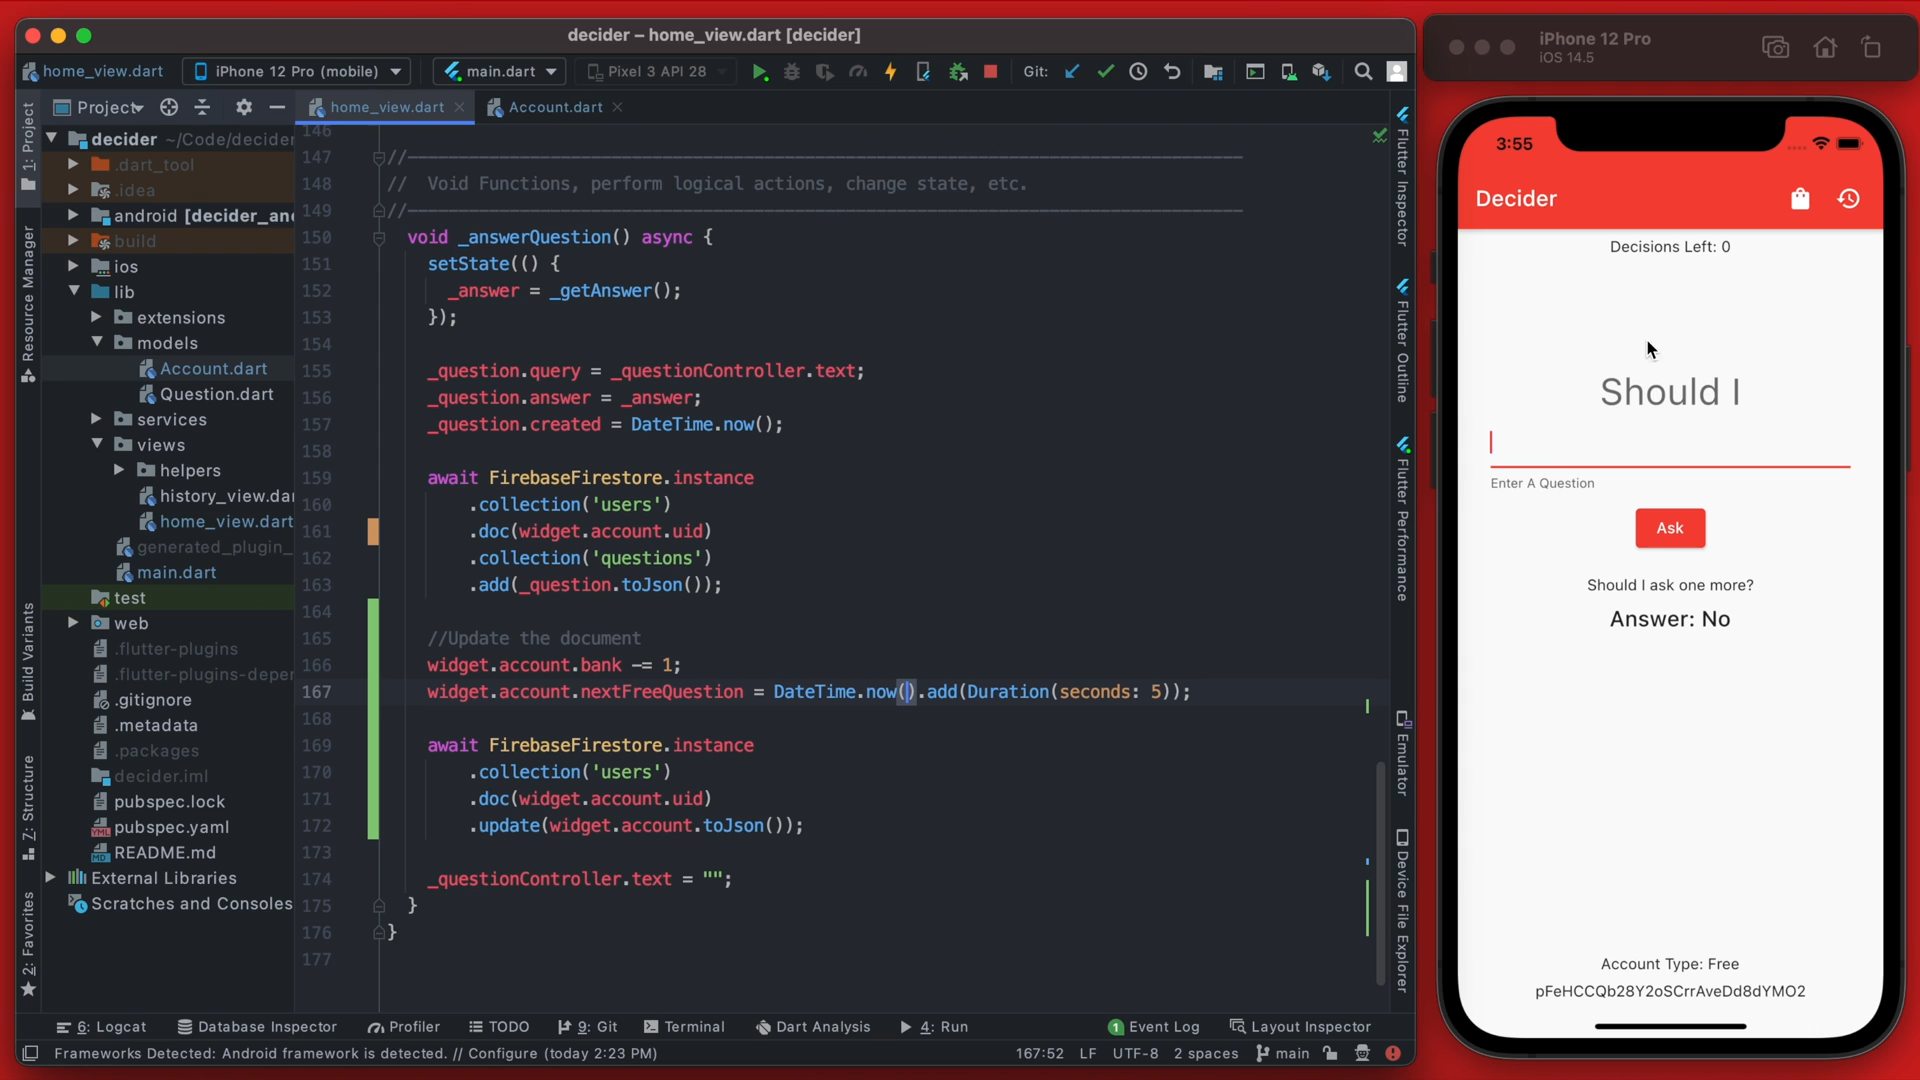 decider – home_view.dart [decider]
home_view.dart
iPhone 12 Pro (mobile)
main.dart
Pixel 3 API 28
Git:
1: Project
Resource Manager
Build Variants
Z: Structure
2: Favorites
Project
decider ~/Code/decider
.dart_tool
.idea
android [decider_and
build
ios
lib
extensions
models
Account.dart
Question.dart
services
views
helpers
history_view.dar
home_view.dart
generated_plugin_
main.dart
test
web
.flutter-plugins
.flutter-plugins-depen
.gitignore
.metadata
.packages
decider.iml
pubspec.lock
pubspec.yaml
README.md
External Libraries
Scratches and Consoles
home_view.dart
Account.dart
146
147 //
148 // Void Functions, perform logical actions, change state, etc.
149 //
150 void _answerQuestion() async {
151 setState(() {
152 _answer = _getAnswer();
153 });
154
155 _question.query = _questionController.text;
156 _question.answer = _answer;
157 _question.created = DateTime.now();
158
159 await FirebaseFirestore.instance
160 .collection('users')
161 .doc(widget.account.uid)
162 .collection('questions')
163 .add(_question.toJson());
164
165 //Update the document
166 widget.account.bank -= 1;
167 widget.account.nextFreeQuestion = DateTime.now().add(Duration(seconds: 5));
168
169 await FirebaseFirestore.instance
170 .collection('users')
171 .doc(widget.account.uid)
172 .update(widget.account.toJson());
173
174 _questionController.text = "";
175 }
176 }
177
Flutter Inspector
Flutter Outline
Flutter Performance
Emulator
Device File Explorer
6: Logcat
Database Inspector
Profiler
TODO
9: Git
Terminal
Dart Analysis
4: Run
1 Event Log
Layout Inspector
Frameworks Detected: Android framework is detected. // Configure (today 2:23 PM)
167:52 LF UTF-8 2 spaces main
iPhone 12 Pro
iOS 14.5
3:55
Decider
Decisions Left: 0
Should I
Enter A Question
Ask
Should I ask one more?
Answer: No
Account Type: Free
pFeHCCQb28Y2oSCrrAveDd8dYMO2